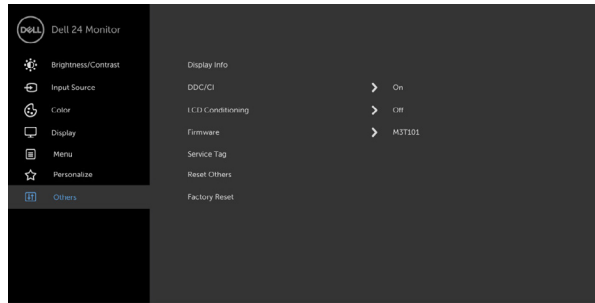 DELL Dell 24 Monitor
Brightness/Contrast
Input Source
Color
Display
Menu
Personalize
Others
Display Info
DDC/CI On
LCD Conditioning Off
Firmware M3T101
Service Tag
Reset Others
Factory Reset